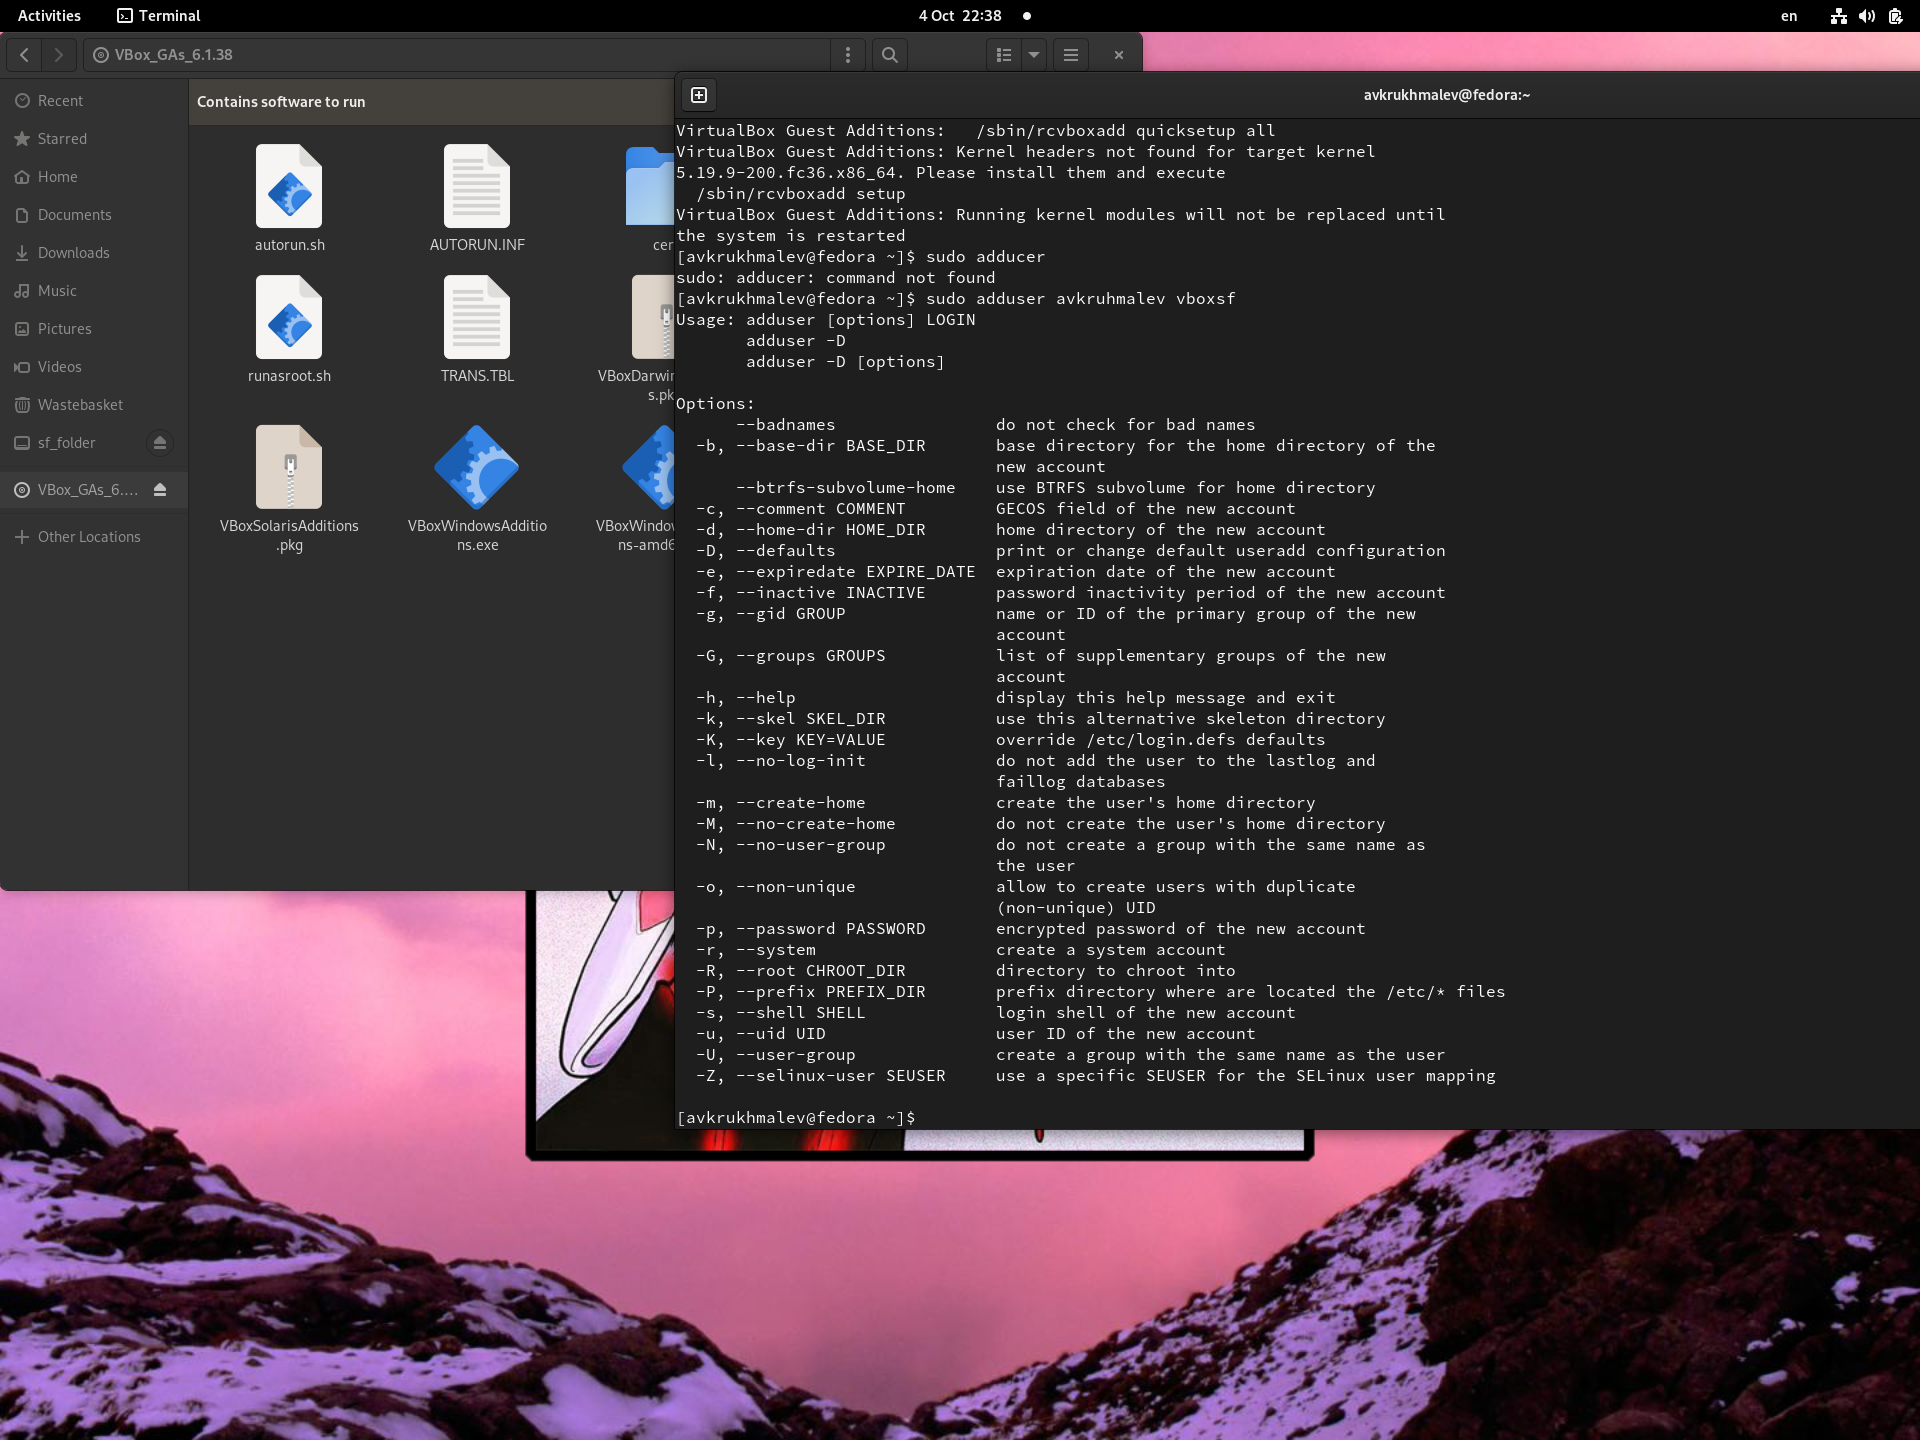 Activities
Terminal
4 Oct 22:38
en
VBox_GAs_6.1.38
Recent
Starred
Home
Documents
Downloads
Music
Pictures
Videos
Wastebasket
sf_folder
VBox_GAs_6....
Other Locations
Contains software to run
autorun.sh
AUTORUN.INF
cer
runasroot.sh
TRANS.TBL
VBoxDarwin
s.pk
VBoxSolarisAdditions
.pkg
VBoxWindowsAdditio
ns.exe
VBoxWindow
ns-amd6
avkrukhmalev@fedora:~
VirtualBox Guest Additions:   /sbin/rcvboxadd quicksetup all
VirtualBox Guest Additions: Kernel headers not found for target kernel
5.19.9-200.fc36.x86_64. Please install them and execute
  /sbin/rcvboxadd setup
VirtualBox Guest Additions: Running kernel modules will not be replaced until
the system is restarted
[avkrukhmalev@fedora ~]$ sudo adducer
sudo: adducer: command not found
[avkrukhmalev@fedora ~]$ sudo adduser avkruhmalev vboxsf
Usage: adduser [options] LOGIN
       adduser -D
       adduser -D [options]
Options:
      --badnames                do not check for bad names
  -b, --base-dir BASE_DIR       base directory for the home directory of the
                                new account
      --btrfs-subvolume-home    use BTRFS subvolume for home directory
  -c, --comment COMMENT         GECOS field of the new account
  -d, --home-dir HOME_DIR       home directory of the new account
  -D, --defaults                print or change default useradd configuration
  -e, --expiredate EXPIRE_DATE  expiration date of the new account
  -f, --inactive INACTIVE       password inactivity period of the new account
  -g, --gid GROUP               name or ID of the primary group of the new
                                account
  -G, --groups GROUPS           list of supplementary groups of the new
                                account
  -h, --help                    display this help message and exit
  -k, --skel SKEL_DIR           use this alternative skeleton directory
  -K, --key KEY=VALUE           override /etc/login.defs defaults
  -l, --no-log-init             do not add the user to the lastlog and
                                faillog databases
  -m, --create-home             create the user's home directory
  -M, --no-create-home          do not create the user's home directory
  -N, --no-user-group           do not create a group with the same name as
                                the user
  -o, --non-unique              allow to create users with duplicate
                                (non-unique) UID
  -p, --password PASSWORD       encrypted password of the new account
  -r, --system                  create a system account
  -R, --root CHROOT_DIR         directory to chroot into
  -P, --prefix PREFIX_DIR       prefix directory where are located the /etc/* files
  -s, --shell SHELL             login shell of the new account
  -u, --uid UID                 user ID of the new account
  -U, --user-group              create a group with the same name as the user
  -Z, --selinux-user SEUSER     use a specific SEUSER for the SELinux user mapping
[avkrukhmalev@fedora ~]$